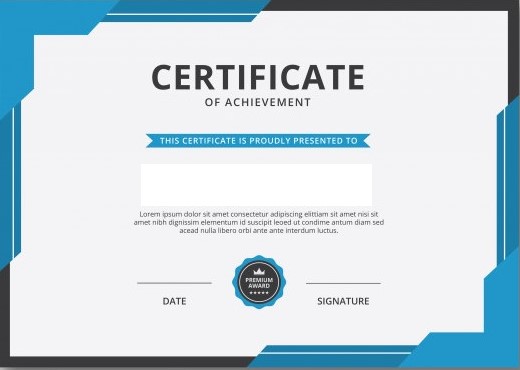 CERTIFICATE
OF ACHIEVEMENT
THIS CERTIFICATE IS PROUDLY PRESENTED TO
Lorem ipsum dolor sit amet consectetur adipiscing elittiam sit amet nisi sit
amet nibh dignissim elementum id suscipit leoed ut condime antum diam sed
acead nulla libero orbi ante ante interdum luctus.
PREMIUM
AWARD
DATE
SIGNATURE